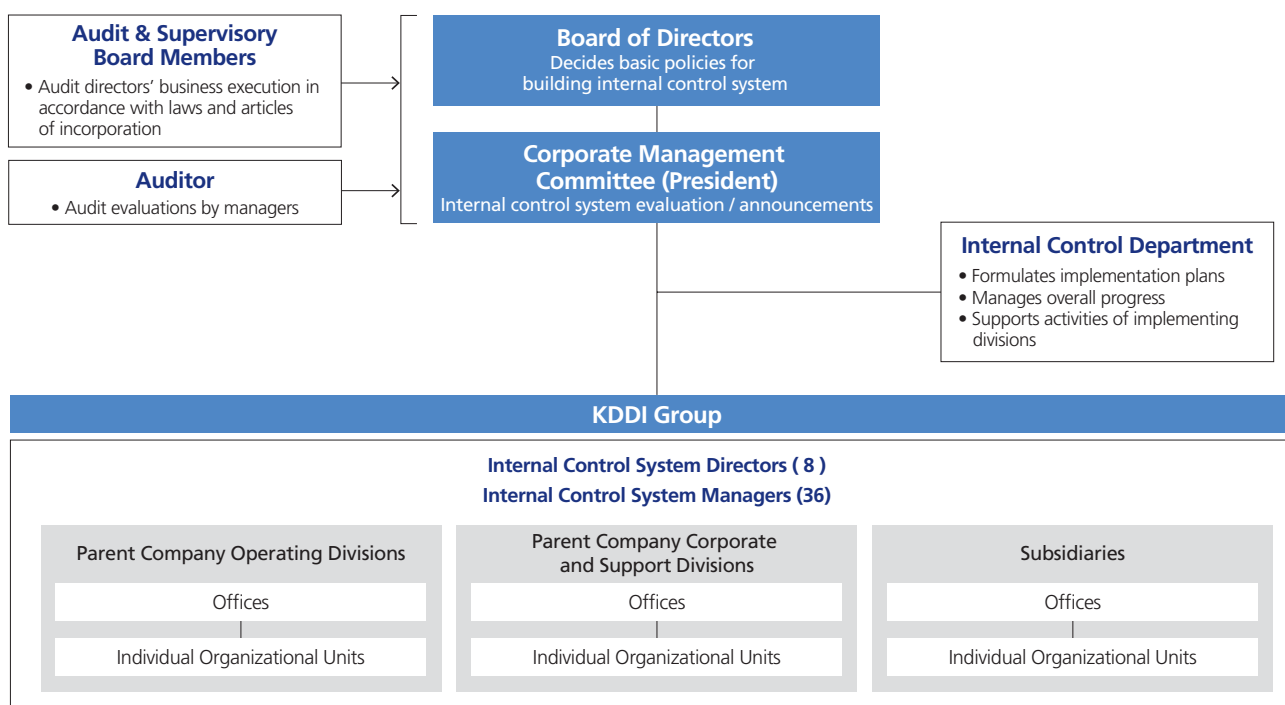 Audit & Supervisory
Board Members
• Audit directors' business execution in
accordance with laws and articles
of incorporation
Auditor
• Audit evaluations by managers
Board of Directors
Decides basic policies for
building internal control system
Corporate Management
Committee (President)
Internal control system evaluation / announcements
Internal Control Department
• Formulates implementation plans
• Manages overall progress
• Supports activities of implementing
divisions
KDDI Group
Internal Control System Directors ( 8 )
Internal Control System Managers (36)
Parent Company Operating Divisions
Offices
Individual Organizational Units
Parent Company Corporate
and Support Divisions
Offices
Individual Organizational Units
Subsidiaries
Offices
Individual Organizational Units